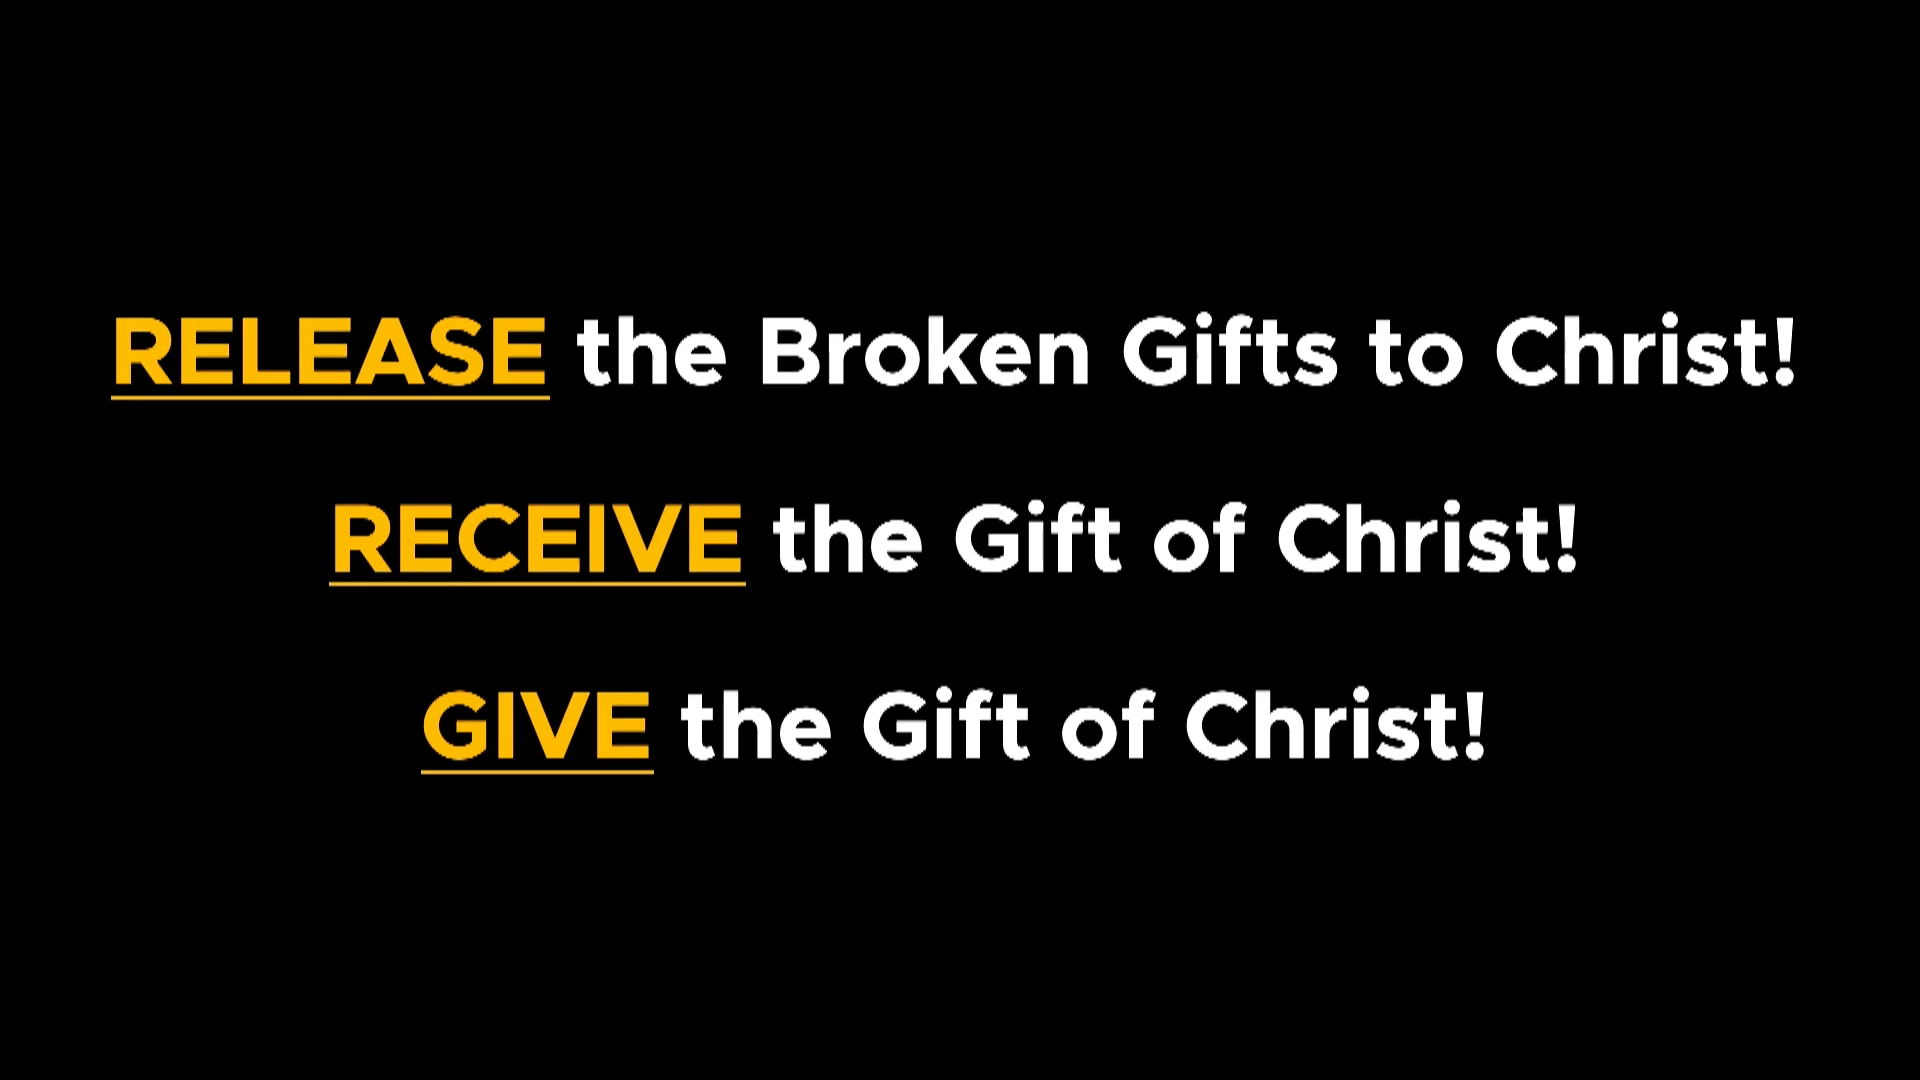 RELEASE the Broken Gifts to Christ!
RECEIVE the Gift of Christ!
GIVE the Gift of Christ!